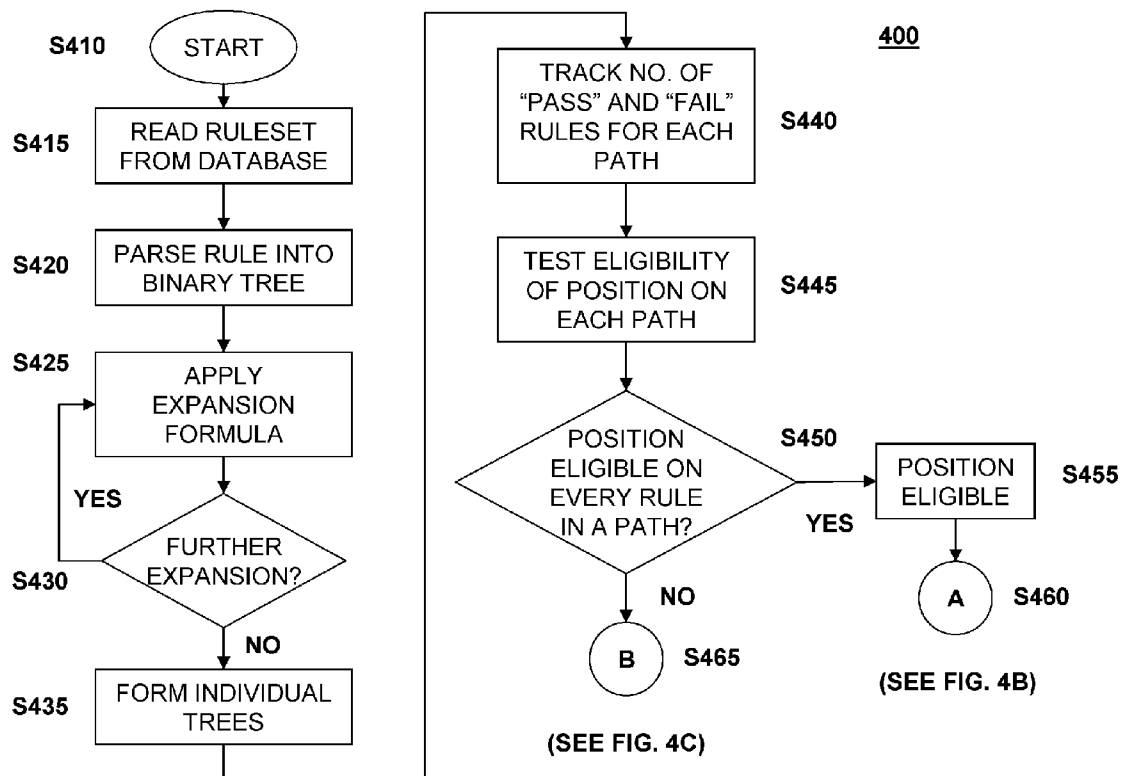 S410
START
S415
READ RULESET
FROM DATABASE
S420
PARSE RULE INTO
BINARY TREE
S425
APPLY
EXPANSION
FORMULA
YES
S430
FURTHER
EXPANSION?
NO
S435
FORM INDIVIDUAL
TREES
400
TRACK NO. OF
“PASS” AND “FAIL”
RULES FOR EACH
PATH
S440
TEST ELIGIBILITY
OF POSITION ON
EACH PATH
S445
POSITION
ELIGIBLE ON
EVERY RULE
IN A PATH?
S450
YES
POSITION
ELIGIBLE
S455
A
S460
(SEE FIG. 4B)
NO
B
S465
(SEE FIG. 4C)